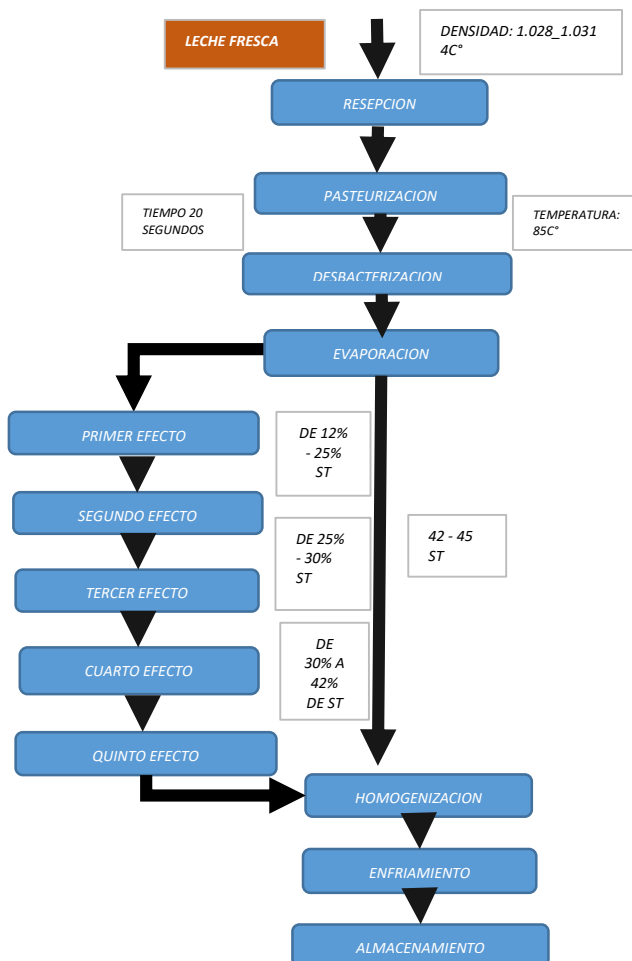 LECHE FRESCA
DENSIDAD: 1.028_1.031
4C°
RESEPCION
PASTEURIZACION
TIEMPO 20
SEGUNDOS
TEMPERATURA:
85C°
DESBACTERIZACION
EVAPORACION
PRIMER EFECTO
DE 12%
- 25%
ST
SEGUNDO EFECTO
DE 25%
- 30%
ST
42 - 45
ST
TERCER EFECTO
CUARTO EFECTO
DE
30% A
42%
DE ST
QUINTO EFECTO
HOMOGENIZACION
ENFRIAMIENTO
ALMACENAMIENTO